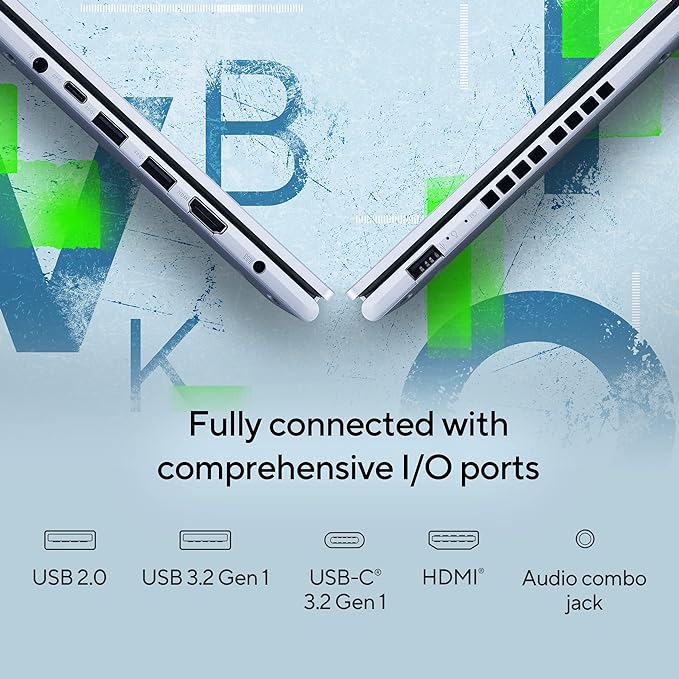 V B
K
Fully connected with
comprehensive I/O ports
USB 2.0
USB 3.2 Gen 1
USB-C®
3.2 Gen 1
HDMI®
Audio combo
jack